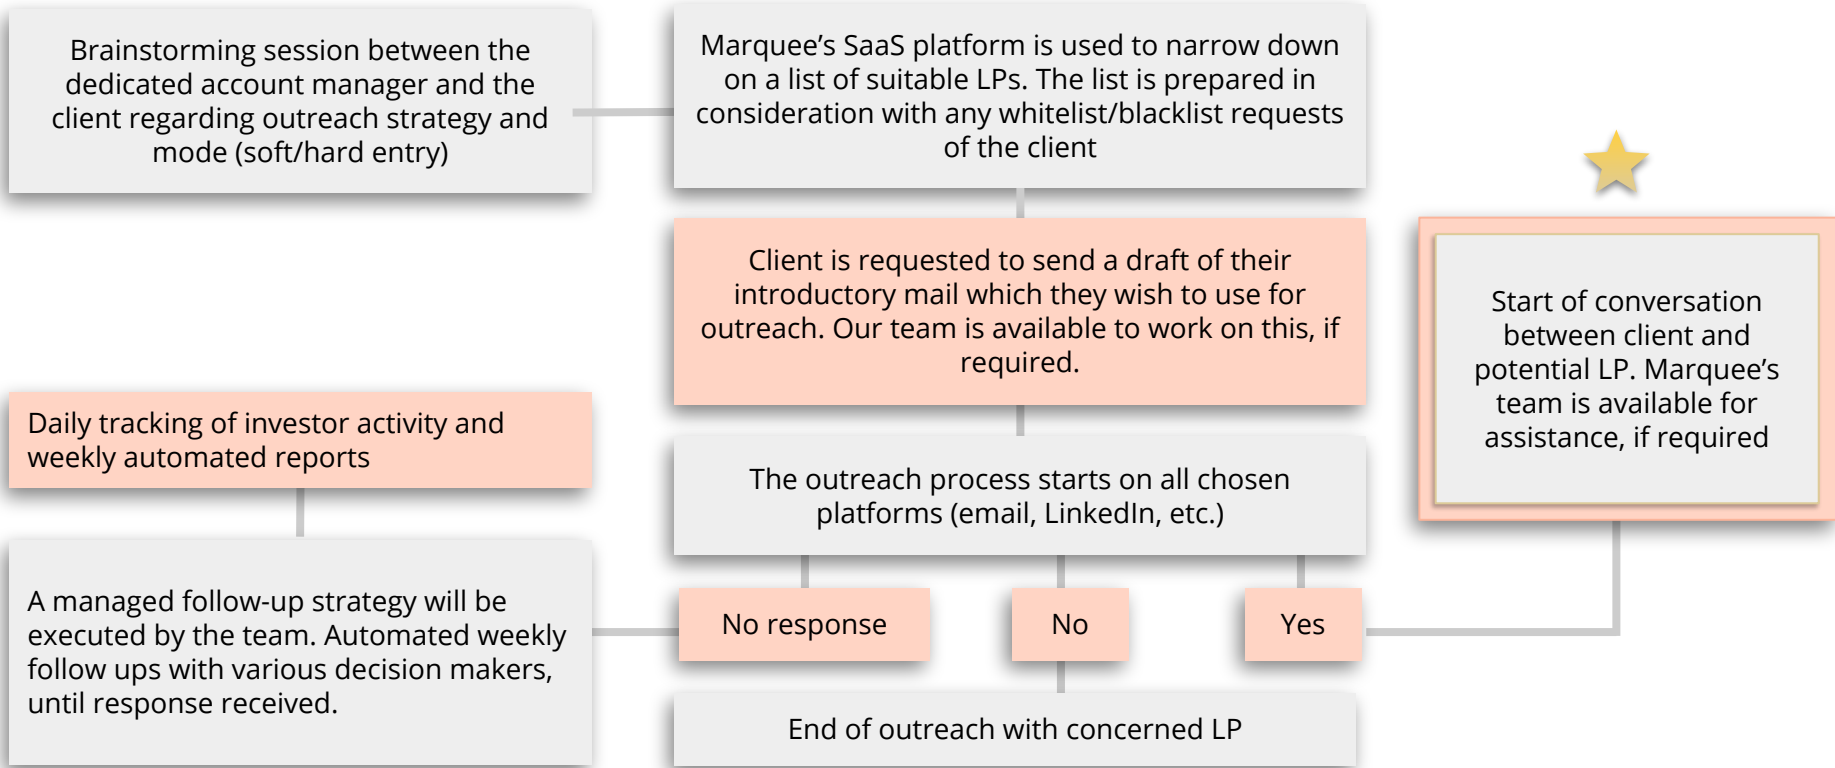 Brainstorming session between the
dedicated account manager and the
client regarding outreach strategy and
mode (soft/hard entry)
Marquee’s SaaS platform is used to narrow down
on a list of suitable LPs. The list is prepared in
consideration with any whitelist/blacklist requests
of the client
Client is requested to send a draft of their
introductory mail which they wish to use for
outreach. Our team is available to work on this, if
required.
Start of conversation
between client and
potential LP. Marquee’s
team is available for
assistance, if required
Daily tracking of investor activity and
weekly automated reports
The outreach process starts on all chosen
platforms (email, LinkedIn, etc.)
A managed follow-up strategy will be
executed by the team. Automated weekly
follow ups with various decision makers,
until response received.
No response
No
Yes
End of outreach with concerned LP